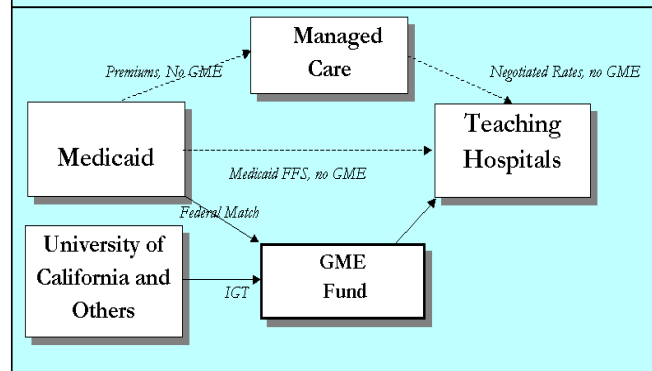 Managed
Care
Premiums, No GME
Negotiated Rates, no GME
Teaching
Hospitals
Medicaid
Medicaid FFS, no GME
Federal Match
University of
California and
Others
GME
Fund
IGT